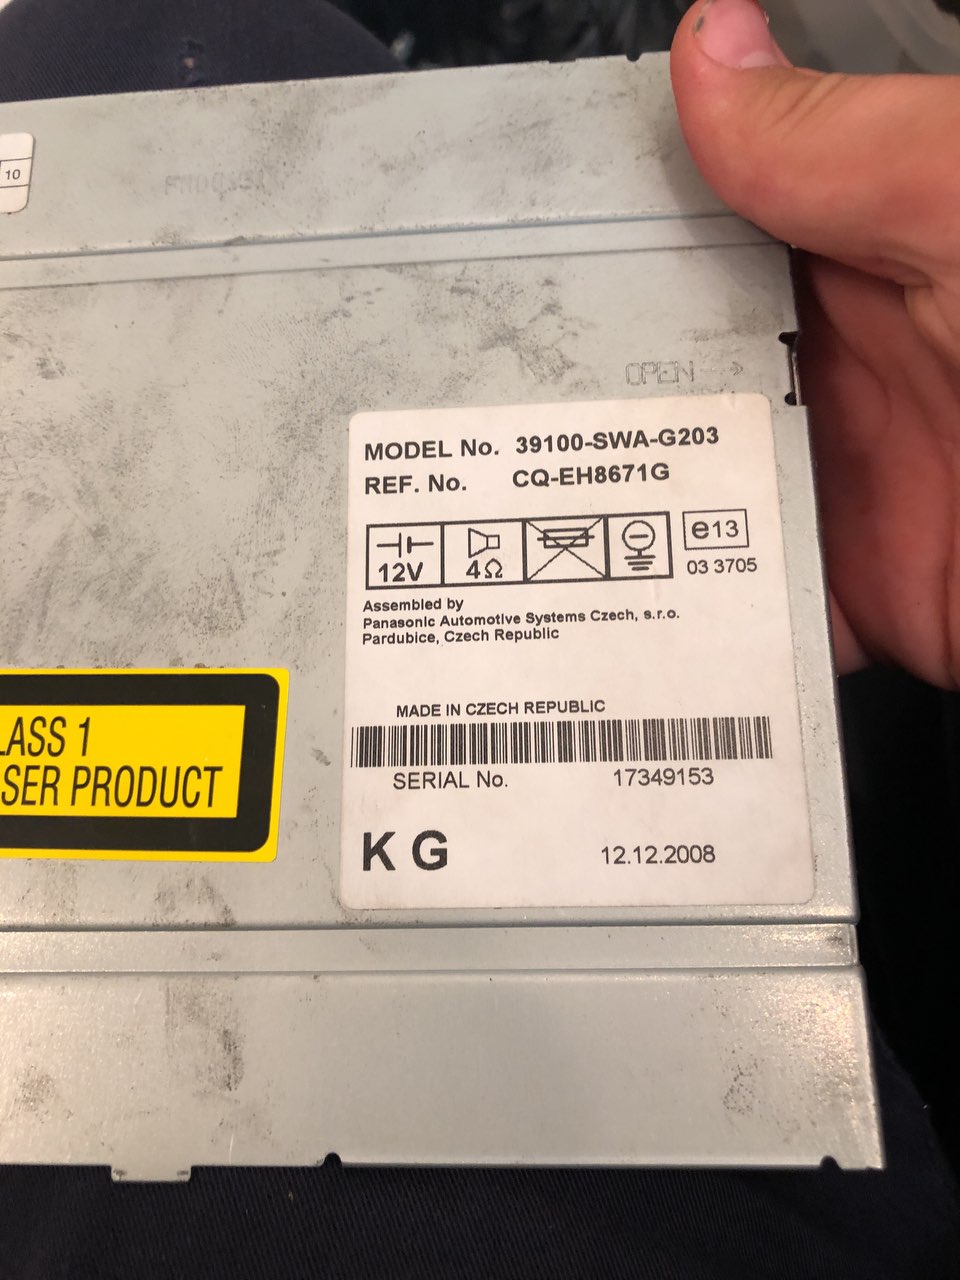 10
OPEN
MODEL No. 39100-SWA-G203
REF. No. CQ-EH8671G
12V 4Ω e13
03 3705
Assembled by
Panasonic Automotive Systems Czech, s.r.o.
Pardubice, Czech Republic
MADE IN CZECH REPUBLIC
SERIAL No. 17349153
K G 12.12.2008
LASS 1
SER PRODUCT